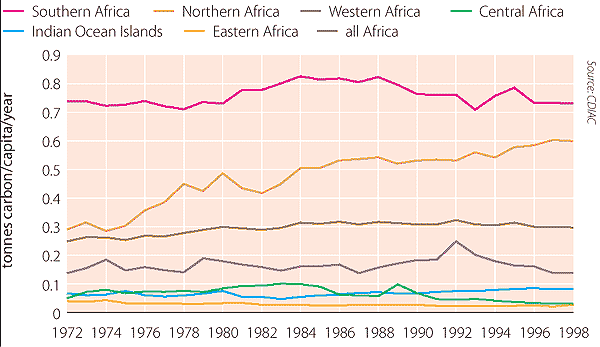 Southern Africa Northern Africa Western Africa Central Africa
Indian Ocean Islands Eastern Africa all Africa
tonnes carbon/capita/year
0.9
0.8
0.7
0.6
0.5
0.4
0.3
0.2
0.1
0
1972 1974 1976 1978 1980 1982 1984 1986 1988 1990 1992 1994 1996 1998
Source: CDIAC